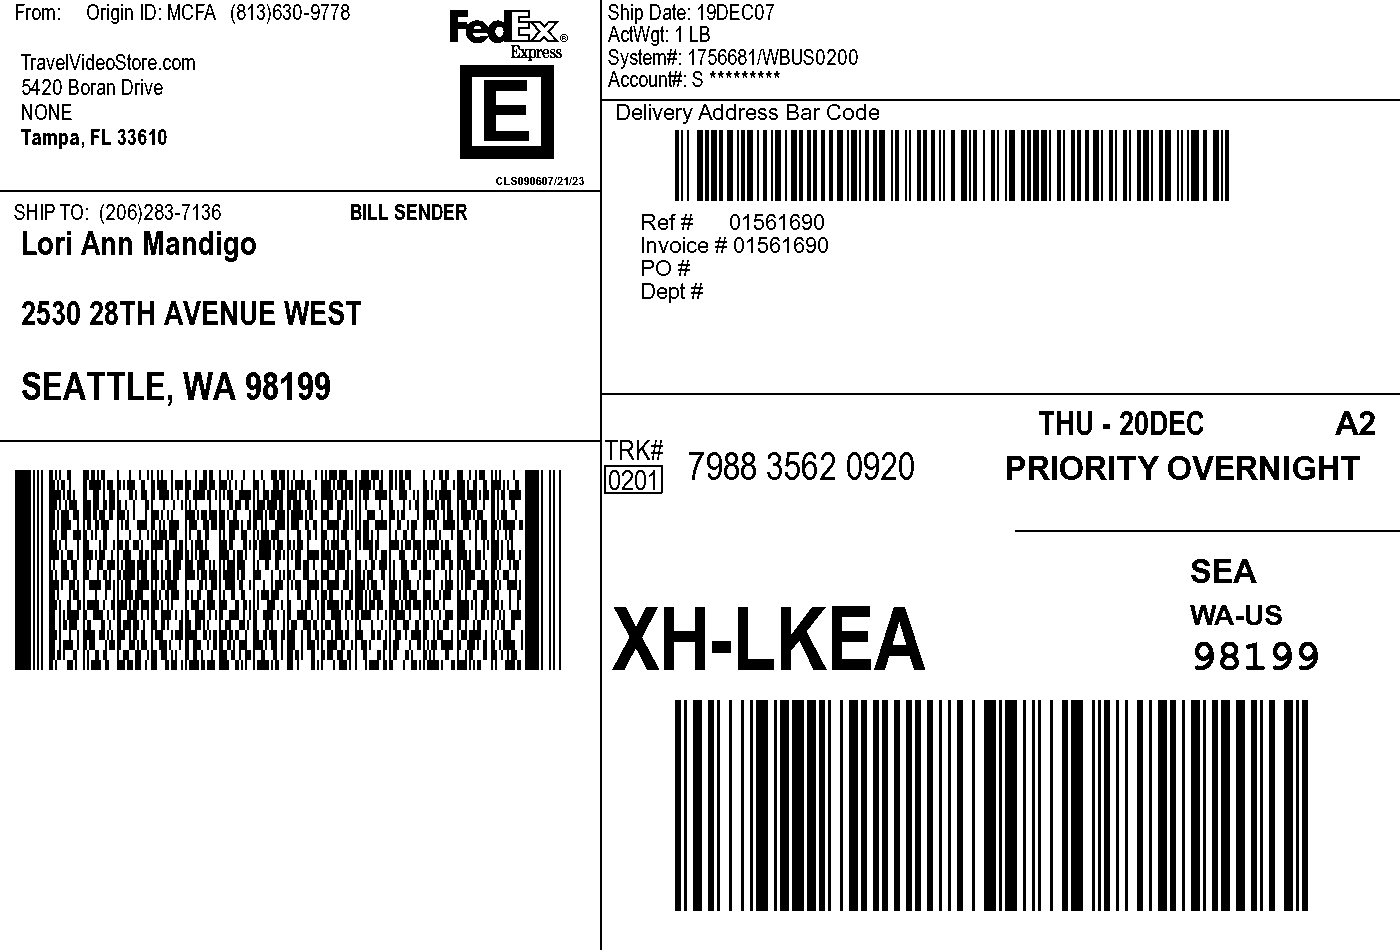 From: Origin ID: MCFA (813)630-9778
TravelVideoStore.com
5420 Boran Drive
NONE
Tampa, FL 33610
FedEx®
Express
E
CLS090607/21/23
Ship Date: 19DEC07
ActWgt: 1 LB
System#: 1756681/WBUS0200
Account#: S *********
Delivery Address Bar Code
Ref # 01561690
Invoice # 01561690
PO #
Dept #
SHIP TO: (206)283-7136 BILL SENDER
Lori Ann Mandigo
2530 28TH AVENUE WEST
SEATTLE, WA 98199
THU - 20DEC A2
TRK# 7988 3562 0920 PRIORITY OVERNIGHT
0201
SEA
XH-LKEA WA-US
98199